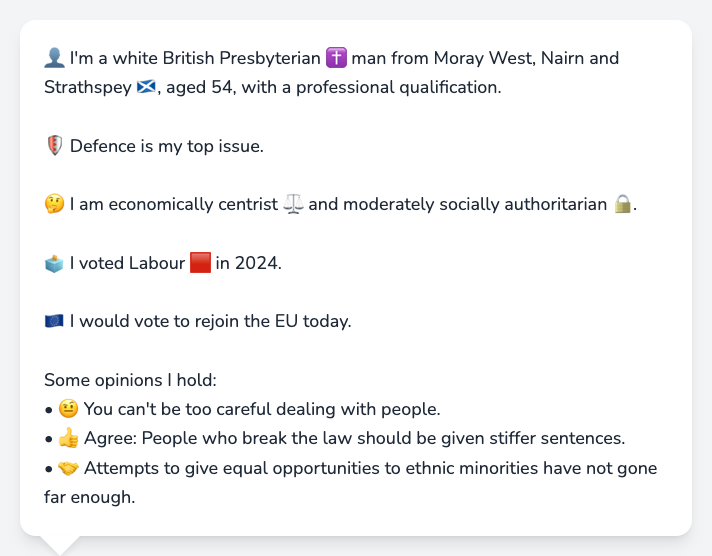 👤 I'm a white British Presbyterian ✝️ man from Moray West, Nairn and
Strathspey 🏴󠁧󠁢󠁳󠁣󠁴󠁿, aged 54, with a professional qualification.
🛡️ Defence is my top issue.
🤔 I am economically centrist ⚖️ and moderately socially authoritarian 🔒.
🗳️ I voted Labour 🟥 in 2024.
🇪🇺 I would vote to rejoin the EU today.
Some opinions I hold:
• 🤨 You can't be too careful dealing with people.
• 👍 Agree: People who break the law should be given stiffer sentences.
• 🤝 Attempts to give equal opportunities to ethnic minorities have not gone
far enough.